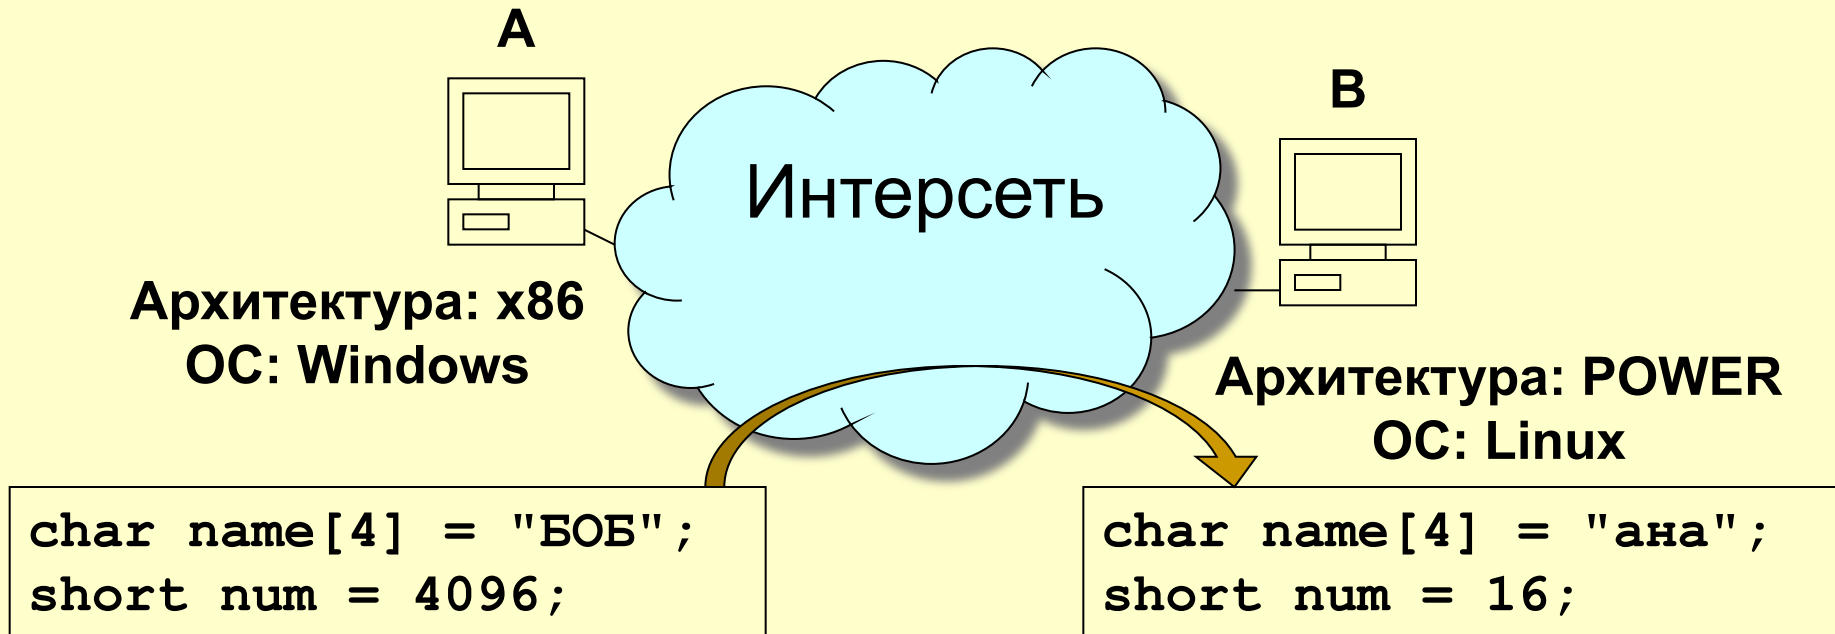 A
B
Интерсеть
Архитектура: x86
ОС: Windows
Архитектура: POWER
ОС: Linux
char name[4] = "БОБ";
short num = 4096;
char name[4] = "ана";
short num = 16;